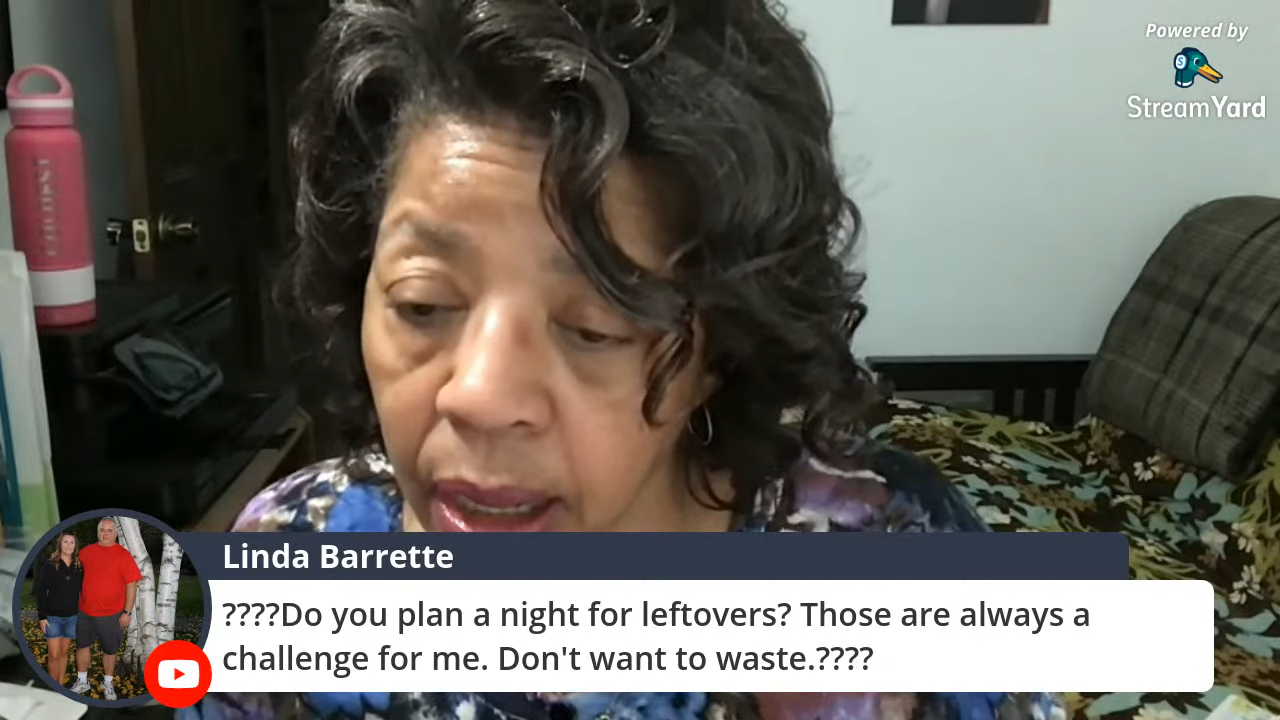 Powered by
StreamYard
Linda Barrette
????Do you plan a night for leftovers? Those are always a
challenge for me. Don't want to waste.????